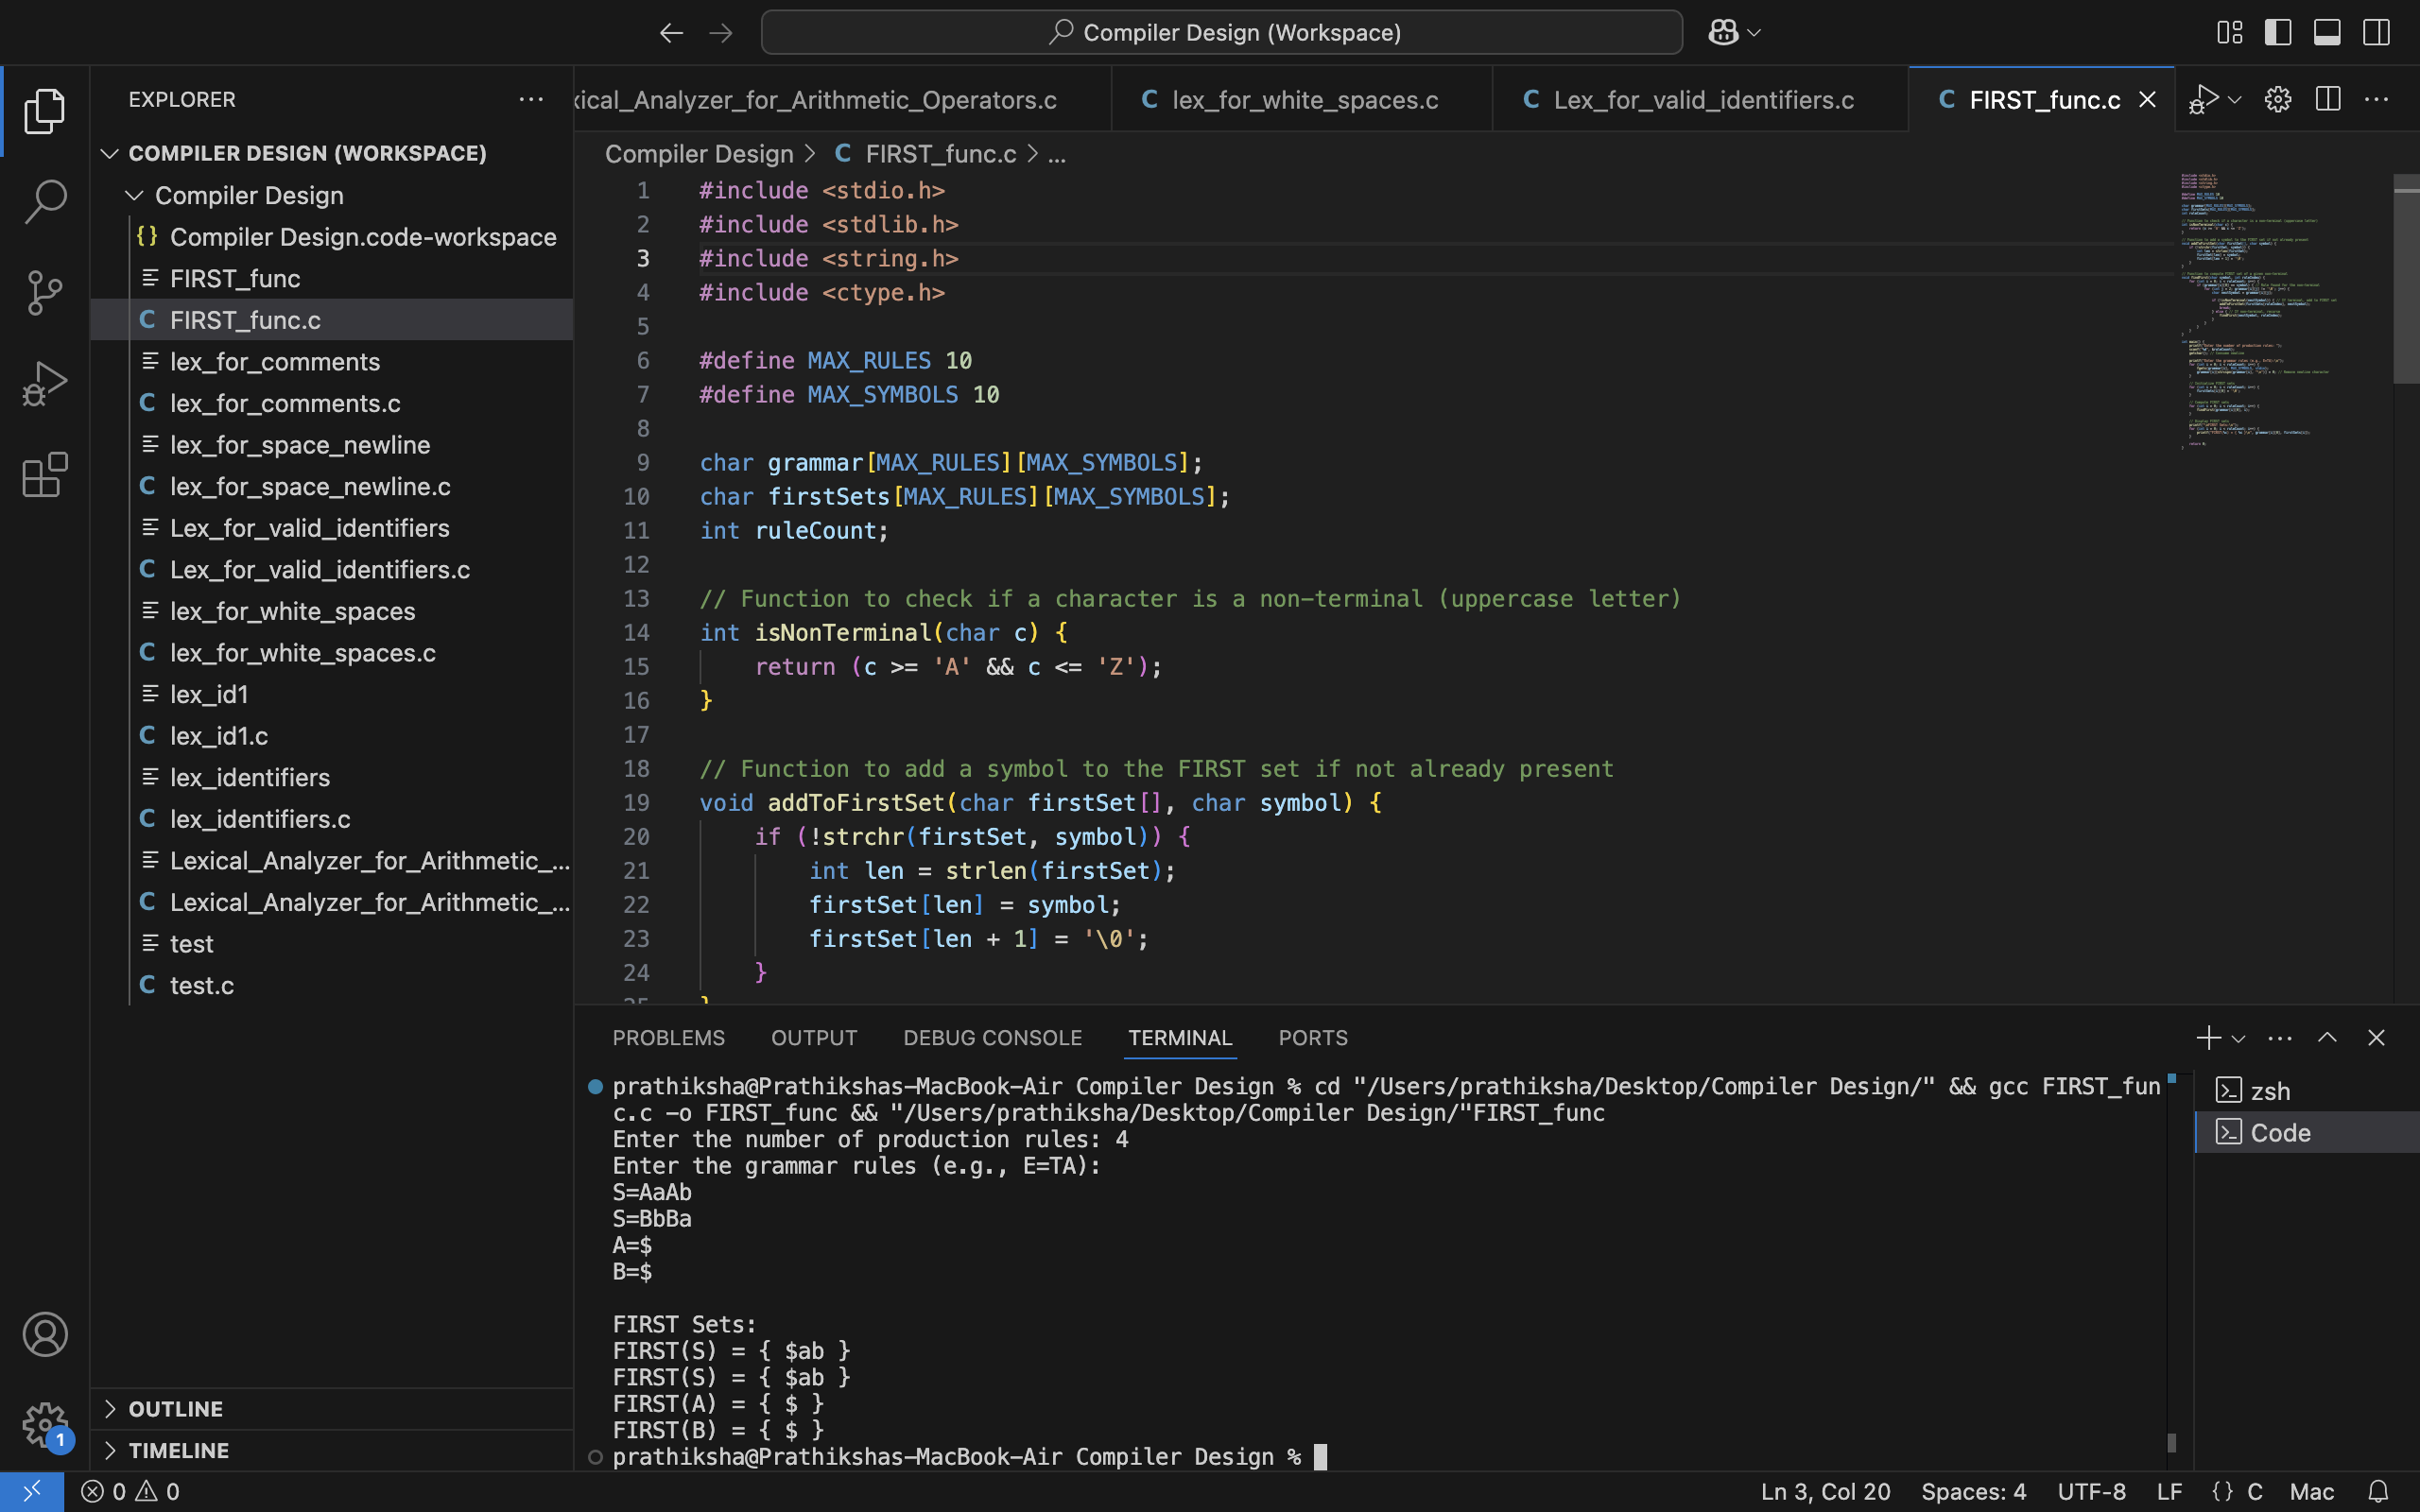 Compiler Design (Workspace)
EXPLORER
COMPILER DESIGN (WORKSPACE)
Compiler Design
{} Compiler Design.code-workspace
FIRST_func
C FIRST_func.c
lex_for_comments
C lex_for_comments.c
lex_for_space_newline
C lex_for_space_newline.c
Lex_for_valid_identifiers
C Lex_for_valid_identifiers.c
lex_for_white_spaces
C lex_for_white_spaces.c
lex_id1
C lex_id1.c
lex_identifiers
C lex_identifiers.c
Lexical_Analyzer_for_Arithmetic_...
C Lexical_Analyzer_for_Arithmetic_...
test
C test.c
OUTLINE
TIMELINE
1
xical_Analyzer_for_Arithmetic_Operators.c
C lex_for_white_spaces.c
C Lex_for_valid_identifiers.c
C FIRST_func.c
Compiler Design > C FIRST_func.c > ...
1 #include <stdio.h>
2 #include <stdlib.h>
3 #include <string.h>
4 #include <ctype.h>
5
6 #define MAX_RULES 10
7 #define MAX_SYMBOLS 10
8
9 char grammar[MAX_RULES][MAX_SYMBOLS];
10 char firstSets[MAX_RULES][MAX_SYMBOLS];
11 int ruleCount;
12
13 // Function to check if a character is a non-terminal (uppercase letter)
14 int isNonTerminal(char c) {
15 return (c >= 'A' && c <= 'Z');
16 }
17
18 // Function to add a symbol to the FIRST set if not already present
19 void addToFirstSet(char firstSet[], char symbol) {
20 if (!strchr(firstSet, symbol)) {
21 int len = strlen(firstSet);
22 firstSet[len] = symbol;
23 firstSet[len + 1] = '\0';
24 }
PROBLEMS OUTPUT DEBUG CONSOLE TERMINAL PORTS
prathiksha@Prathikshas-MacBook-Air Compiler Design % cd "/Users/prathiksha/Desktop/Compiler Design/" && gcc FIRST_fun
c.c -o FIRST_func && "/Users/prathiksha/Desktop/Compiler Design/"FIRST_func
Enter the number of production rules: 4
Enter the grammar rules (e.g., E=TA):
S=AaAb
S=BbBa
A=$
B=$
FIRST Sets:
FIRST(S) = { $ab }
FIRST(S) = { $ab }
FIRST(A) = { $ }
FIRST(B) = { $ }
prathiksha@Prathikshas-MacBook-Air Compiler Design %
zsh
Code
0 0 Ln 3, Col 20 Spaces: 4 UTF-8 LF {} C Mac